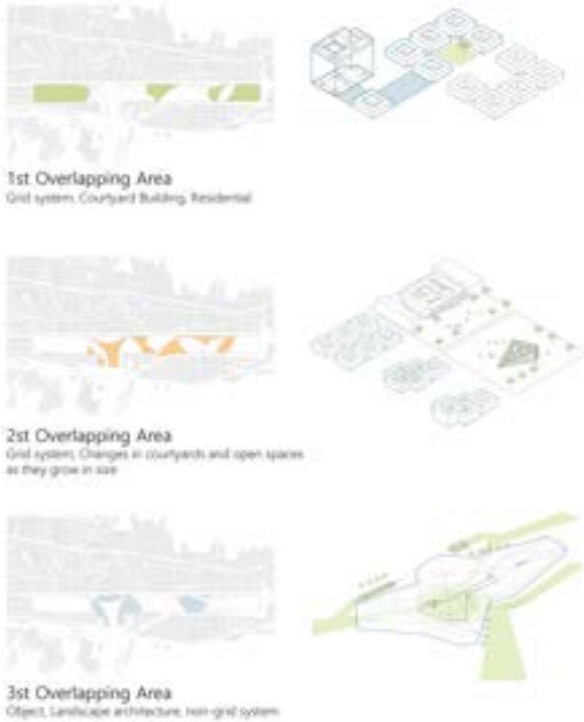 1st Overlapping Area
Grid system, Courtyard Building, Residential
2st Overlapping Area
Grid system, Changes in courtyards and open spaces
as they grow in size
3st Overlapping Area
Object, Landscape architecture, non-grid system